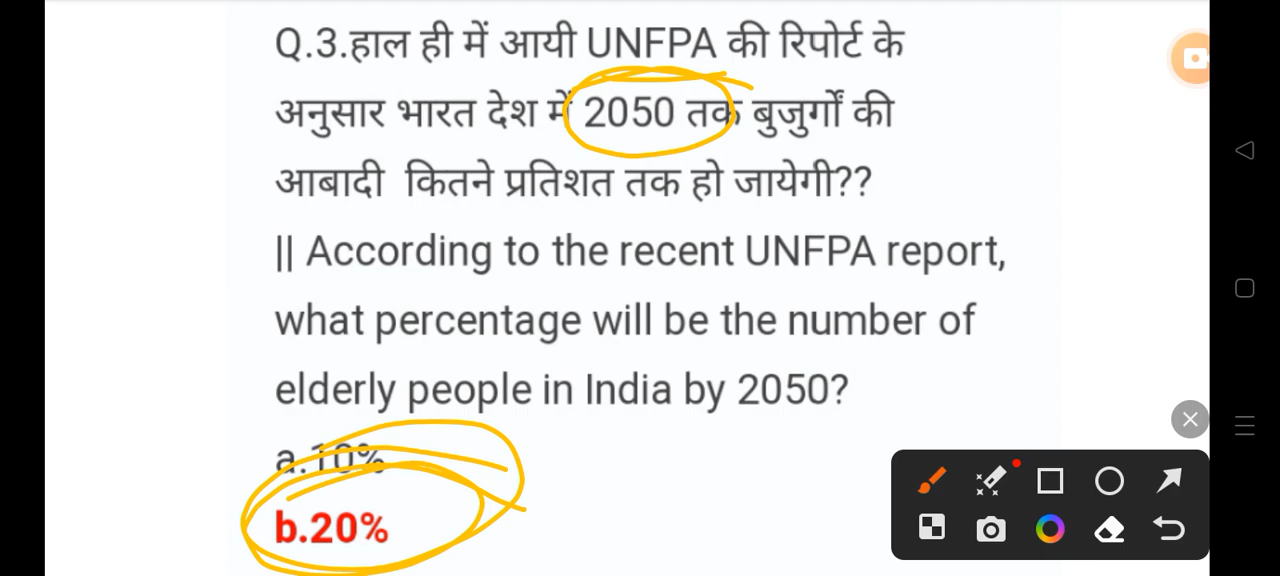 Q.3.हाल ही में आयी UNFPA की रिपोर्ट के
अनुसार भारत देश में 2050 तक बुजुर्गों की
आबादी कितने प्रतिशत तक हो जायेगी??
|| According to the recent UNFPA report,
what percentage will be the number of
elderly people in India by 2050?
a.10%
b.20%